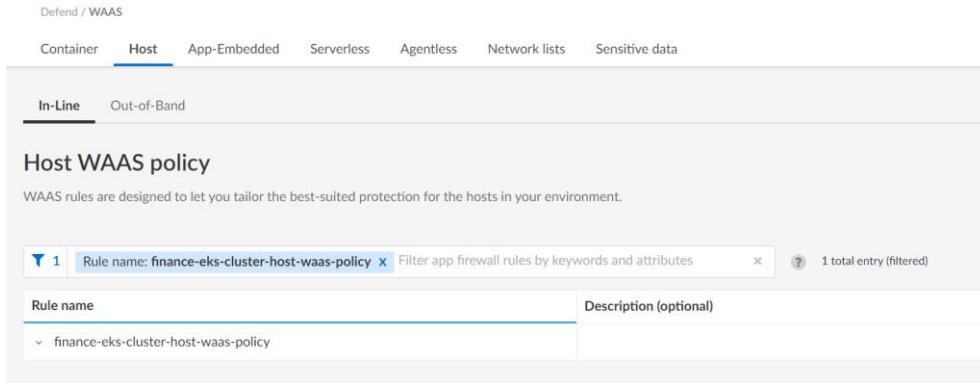 Defend / WAAS
Container Host App-Embedded Serverless Agentless Network lists Sensitive data
In-Line Out-of-Band
Host WAAS policy
WAAS rules are designed to let you tailor the best-suited protection for the hosts in your environment.
1 Rule name: finance-eks-cluster-host-waas-policy x Filter app firewall rules by keywords and attributes × ? 1 total entry (filtered)
Rule name Description (optional)
finance-eks-cluster-host-waas-policy